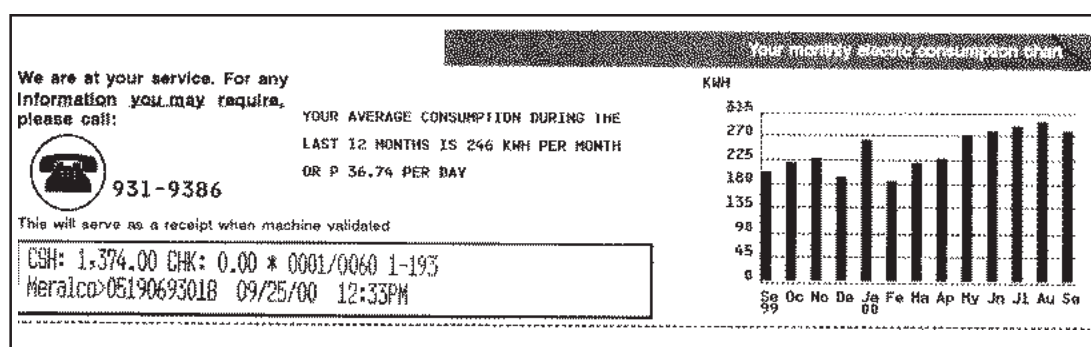 Your monthly electric consumption chart
We are at your service. For any
information you may require,
please call:
931-9386
YOUR AVERAGE CONSUMPTION DURING THE
LAST 12 MONTHS IS 246 KWH PER MONTH
OR P 36.74 PER DAY
This will serve as a receipt when machine validated
CSH: 1,374.00 CHK: 0.00 * 0001/0060 1-193
Meralco>05190693018 09/25/00 12:33PM
KWH
315
270
225
180
135
90
45
0
Se Oc No De Ja Fe Ma Ap My Jn Jl Au Se
99 00